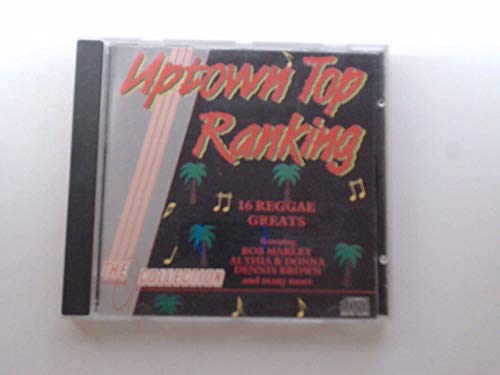 Uptown Top
Ranking
16 REGGAE
GREATS
featuring
BOB MARLEY
ALTHIA & DONNA
DENNIS BROWN
and many more
THE
COLLECTION